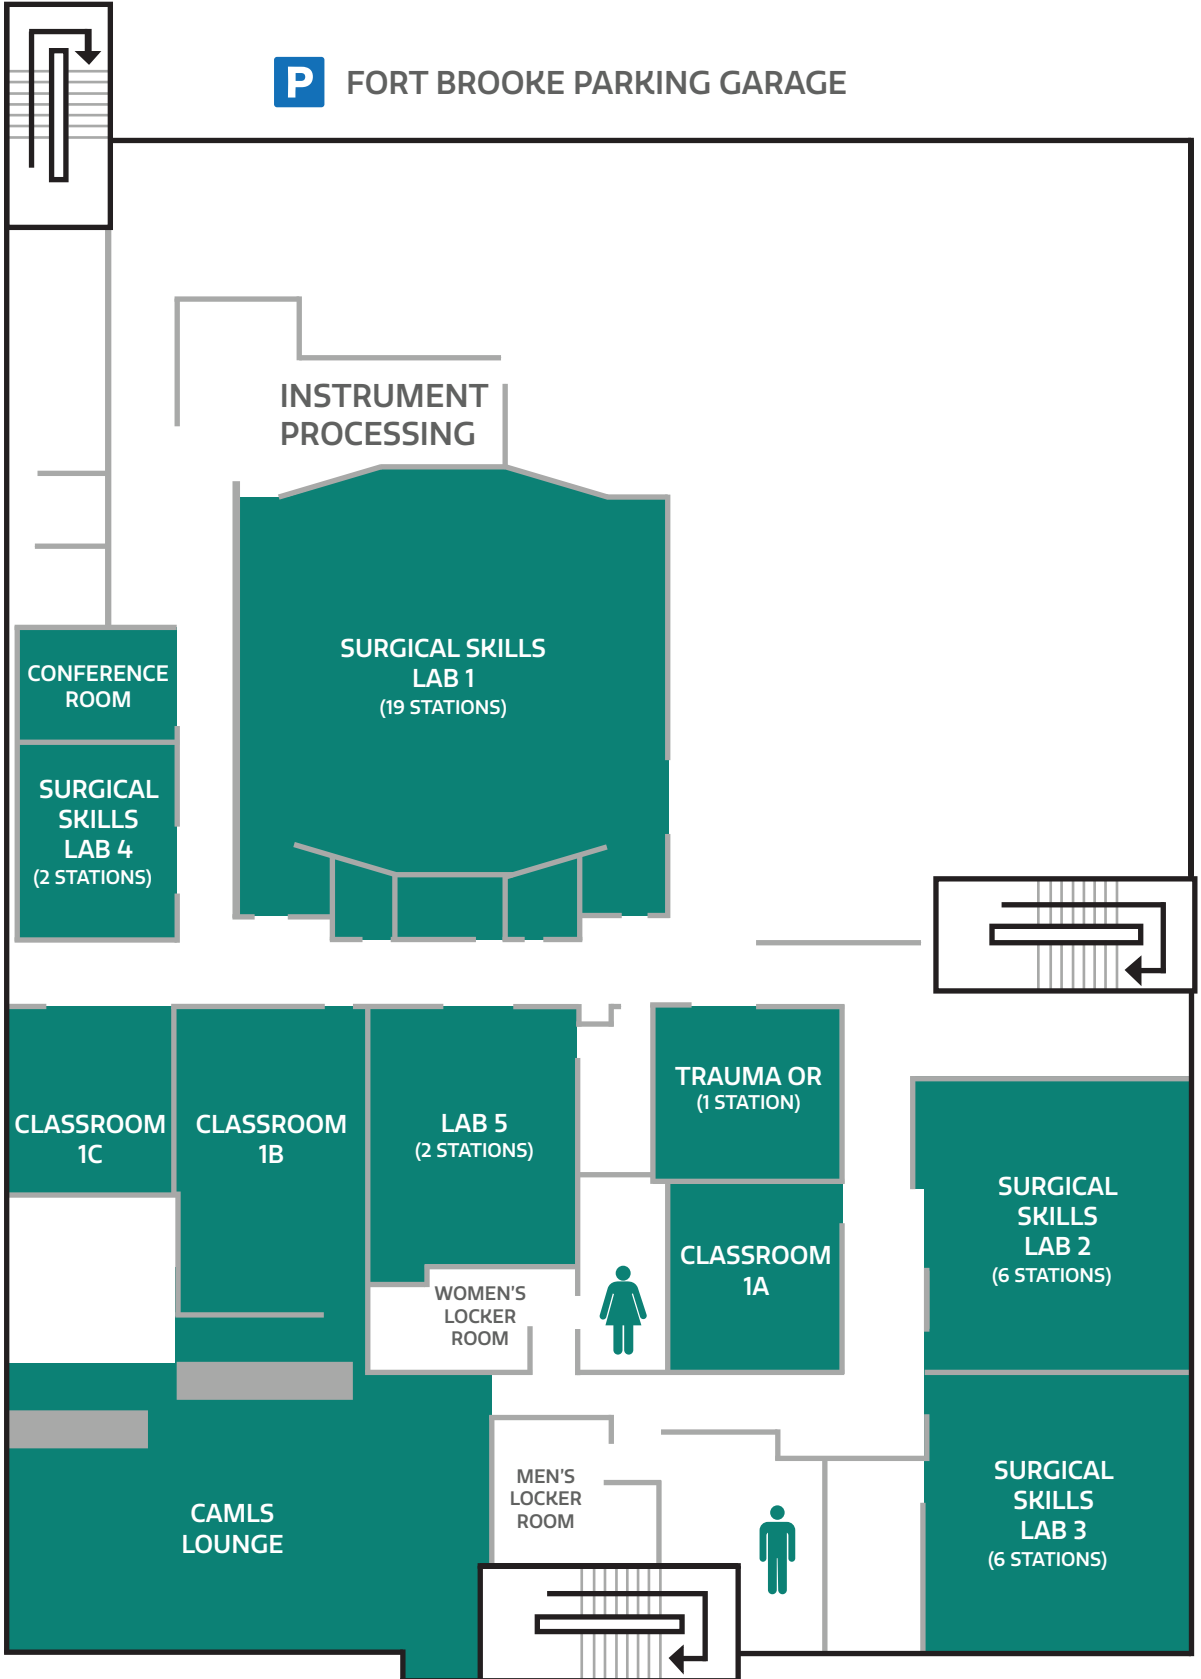 P FORT BROOKE PARKING GARAGE
INSTRUMENT
PROCESSING
SURGICAL SKILLS
LAB 1
(19 STATIONS)
CONFERENCE
ROOM
SURGICAL
SKILLS
LAB 4
(2 STATIONS)
CLASSROOM
1C
CLASSROOM
1B
LAB 5
(2 STATIONS)
TRAUMA OR
(1 STATION)
CLASSROOM
1A
SURGICAL
SKILLS
LAB 2
(6 STATIONS)
WOMEN'S
LOCKER
ROOM
MEN'S
LOCKER
ROOM
CAMLS
LOUNGE
SURGICAL
SKILLS
LAB 3
(6 STATIONS)